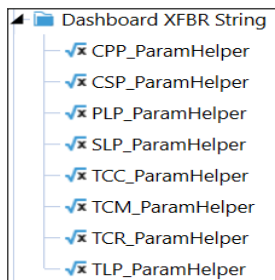 Dashboard XFBR String
CPP_ParamHelper
CSP_ParamHelper
PLP_ParamHelper
SLP_ParamHelper
TCC_ParamHelper
TCM_ParamHelper
TCR_ParamHelper
TLP_ParamHelper